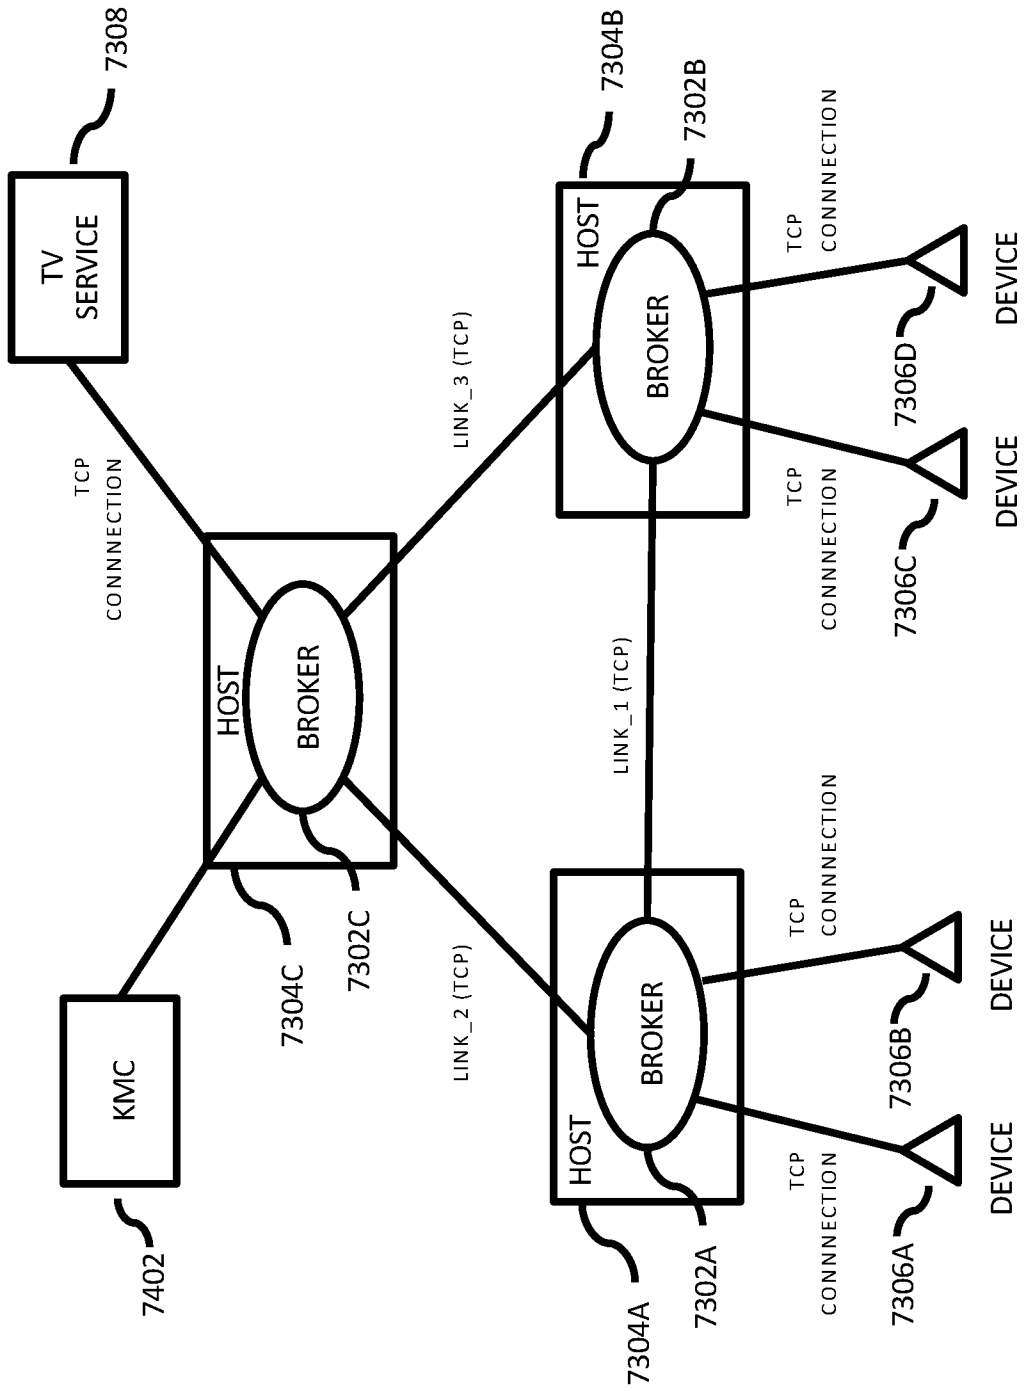 7402
KMC
TV
SERVICE
7308
TCP
CONNNECTION
HOST
BROKER
7304C
7302C
LINK_2 (TCP)
LINK_3 (TCP)
HOST
BROKER
7304A
7302A
LINK_1 (TCP)
HOST
BROKER
7304B
7302B
TCP
CONNNECTION
TCP
CONNNECTION
TCP
CONNNECTION
TCP
CONNNECTION
7306A
7306B
7306C
7306D
DEVICE
DEVICE
DEVICE
DEVICE